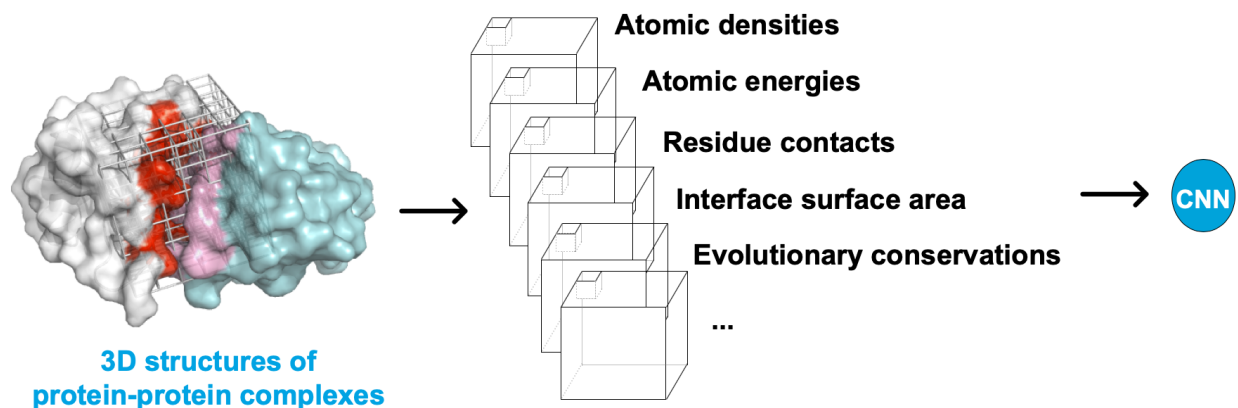 Atomic densities
Atomic energies
Residue contacts
Interface surface area
Evolutionary conservations
...
CNN
3D structures of
protein-protein complexes